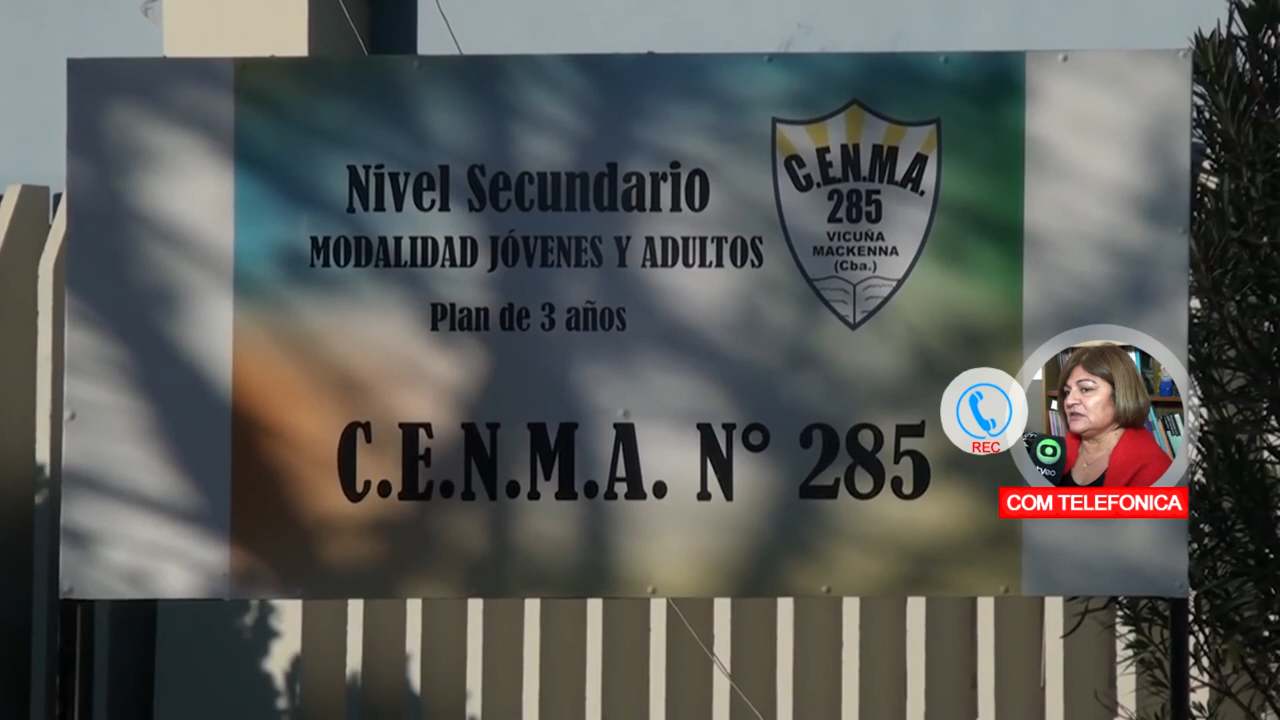 Nivel Secundario
MODALIDAD JÓVENES Y ADULTOS
Plan de 3 años
C.E.N.M.A.
285
VICUÑA
MACKENNA
(Cba.)
C.E.N.M.A. N° 285
REC
COM TELEFONICA